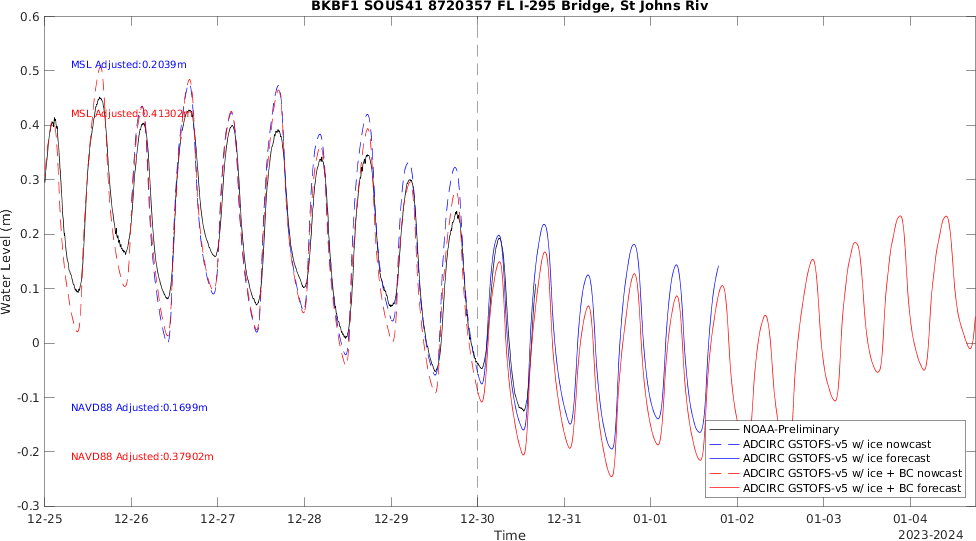 BKBF1 SOUS41 8720357 FL I-295 Bridge, St Johns Riv
0.6
0.5
0.4
0.3
0.2
0.1
0
-0.1
-0.2
-0.3
Water Level (m)
MSL Adjusted:0.2039m
MSL Adjusted:0.41302m
NAVD88 Adjusted:0.1699m
NAVD88 Adjusted:0.37902m
NOAA-Preliminary
ADCIRC GSTOFS-v5 w/ ice nowcast
ADCIRC GSTOFS-v5 w/ ice forecast
ADCIRC GSTOFS-v5 w/ ice + BC nowcast
ADCIRC GSTOFS-v5 w/ ice + BC forecast
12-25 12-26 12-27 12-28 12-29 12-30 12-31 01-01 01-02 01-03 01-04
Time
2023-2024